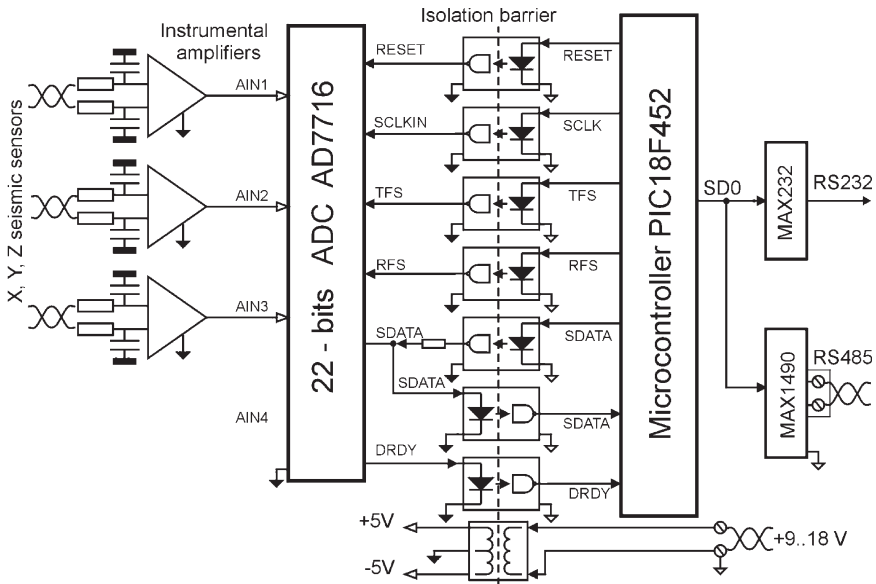 Isolation barrier
Instrumental
amplifiers
X, Y, Z seismic sensors
AIN1
AIN2
AIN3
AIN4
22 - bits ADC AD7716
RESET
RESET
SCLKIN
SCLK
TFS
TFS
RFS
RFS
SDATA
SDATA
SDATA
SDATA
DRDY
DRDY
Microcontroller PIC18F452
SD0
MAX232
RS232
MAX1490
RS485
+5V
-5V
+9..18 V